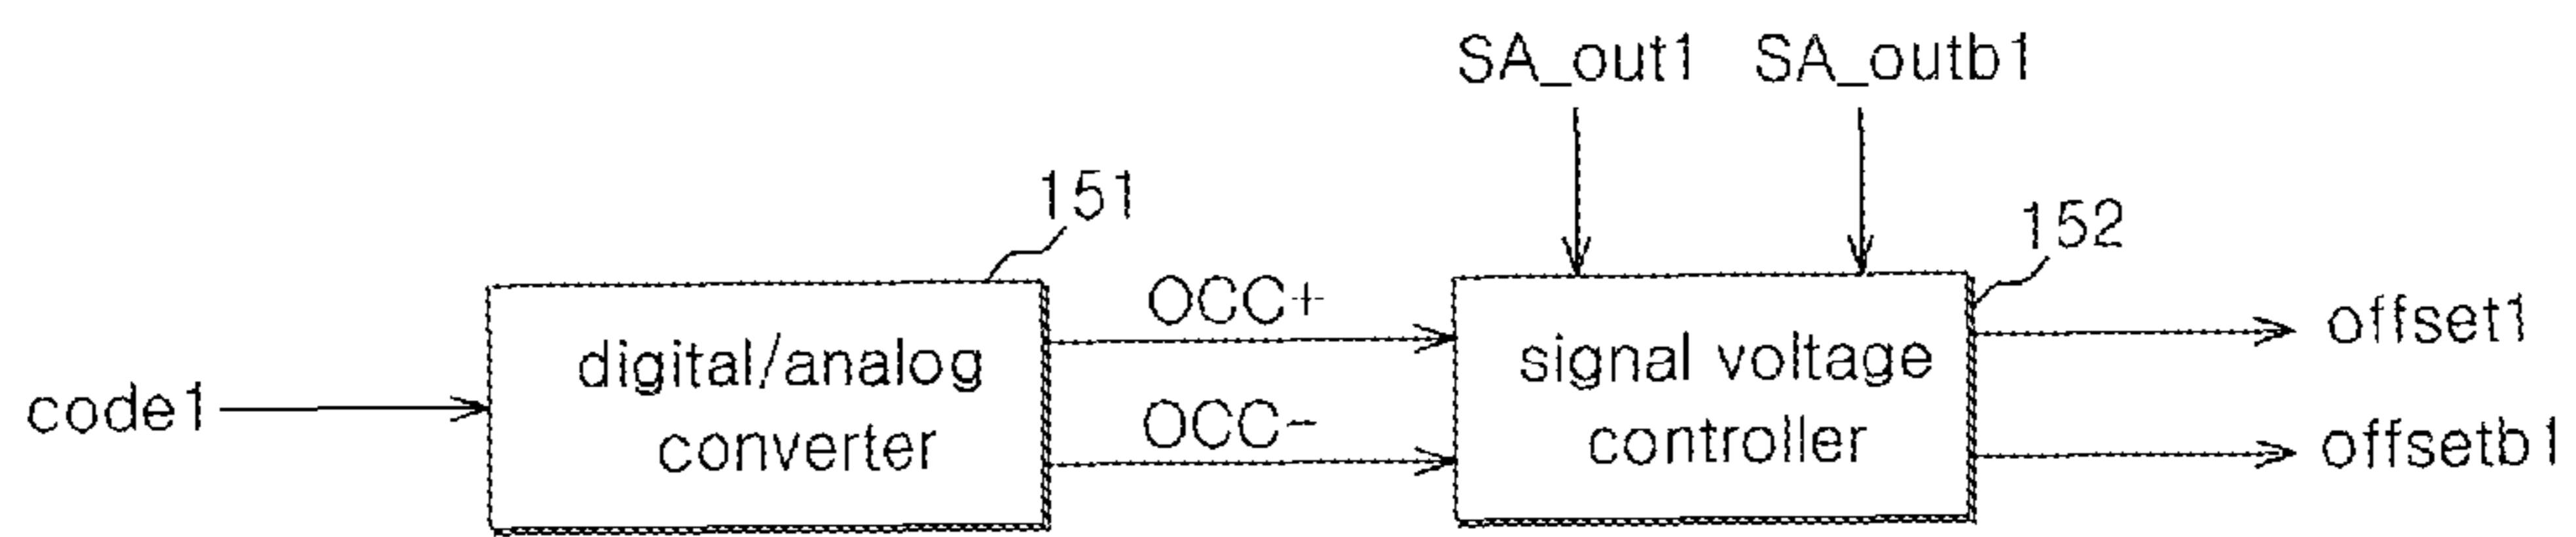 SA_out1 SA_outb1
151
152
OCC+
offset1
digital/analog
converter
signal voltage
controller
code1
OCC-
offsetb1